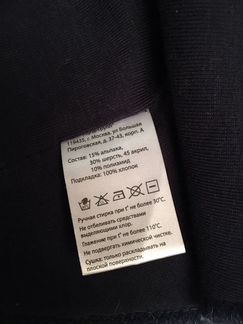 119435, г. Москва, ул Большая
Пироговская, д. 37-43, корп. А
Состав: 15% альпака,
30% шерсть, 45 акрил,
10% полиамид
Подкладка: 100% хлопок
Ручная стирка при t° не более 30°C.
Не отбеливать средствами
выделяющими хлор.
Глажение при t° не более 110°C.
Не подвергать химической чистке.
Сушка: только раскладывать на
плоской поверхности.